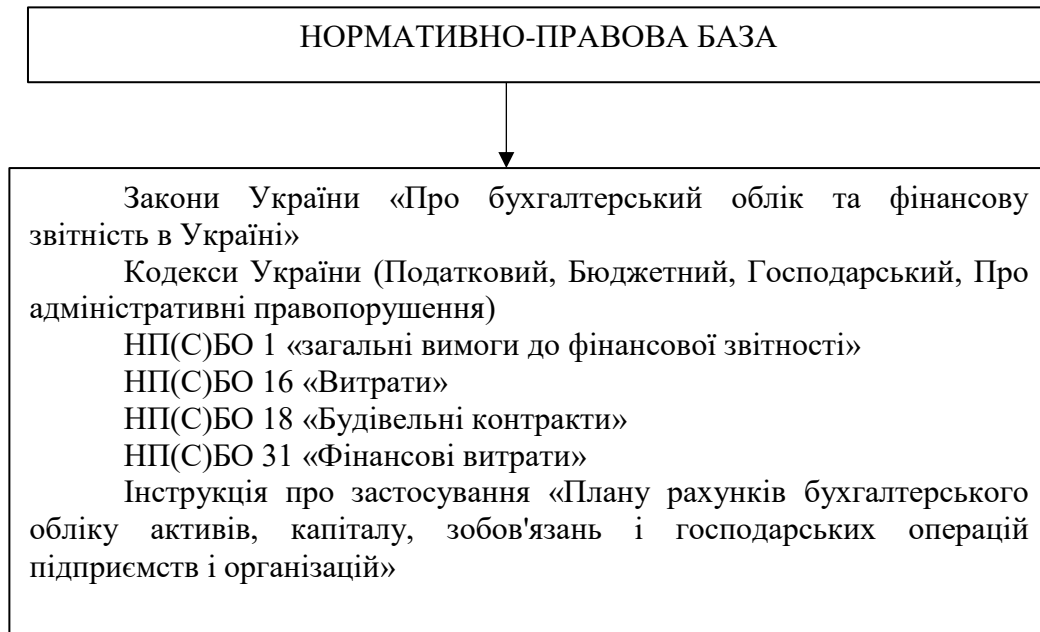 НОРМАТИВНО-ПРАВОВА БАЗА
Закони України «Про бухгалтерський облік та фінансову
звітність в Україні»
Кодекси України (Податковий, Бюджетний, Господарський, Про
адміністративні правопорушення)
НП(С)БО 1 «загальні вимоги до фінансової звітності»
НП(С)БО 16 «Витрати»
НП(С)БО 18 «Будівельні контракти»
НП(С)БО 31 «Фінансові витрати»
Інструкція про застосування «Плану рахунків бухгалтерського
обліку активів, капіталу, зобов'язань і господарських операцій
підприємств і організацій»